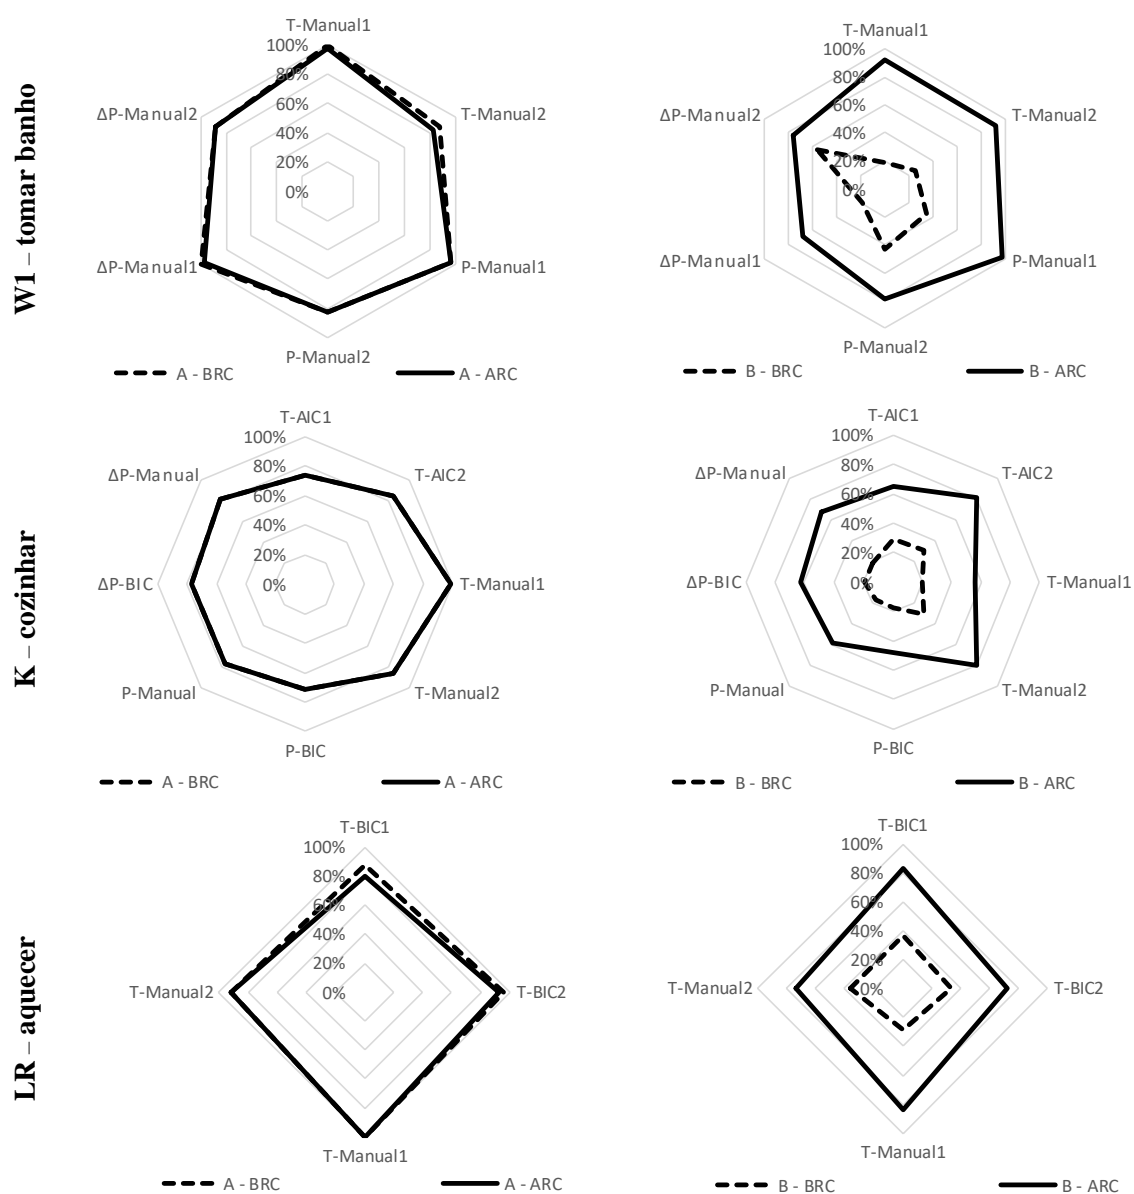 W1 – tomar banho
T-Manual1
100%
80%
60%
40%
20%
0%
T-Manual2
P-Manual1
P-Manual2
ΔP-Manual1
ΔP-Manual2
A - BRC
A - ARC
T-Manual1
100%
80%
60%
40%
20%
0%
T-Manual2
P-Manual1
P-Manual2
ΔP-Manual1
ΔP-Manual2
B - BRC
B - ARC
K – cozinhar
T-AIC1
100%
80%
60%
40%
20%
0%
T-AIC2
T-Manual1
T-Manual2
P-BIC
P-Manual
ΔP-BIC
ΔP-Manual
A - BRC
A - ARC
T-AIC1
100%
80%
60%
40%
20%
0%
T-AIC2
T-Manual1
T-Manual2
P-BIC
P-Manual
ΔP-BIC
ΔP-Manual
B - BRC
B - ARC
LR – aquecer
T-BIC1
100%
80%
60%
40%
20%
0%
T-BIC2
T-Manual1
T-Manual2
A - BRC
A - ARC
T-BIC1
100%
80%
60%
40%
20%
0%
T-BIC2
T-Manual1
T-Manual2
B - BRC
B - ARC